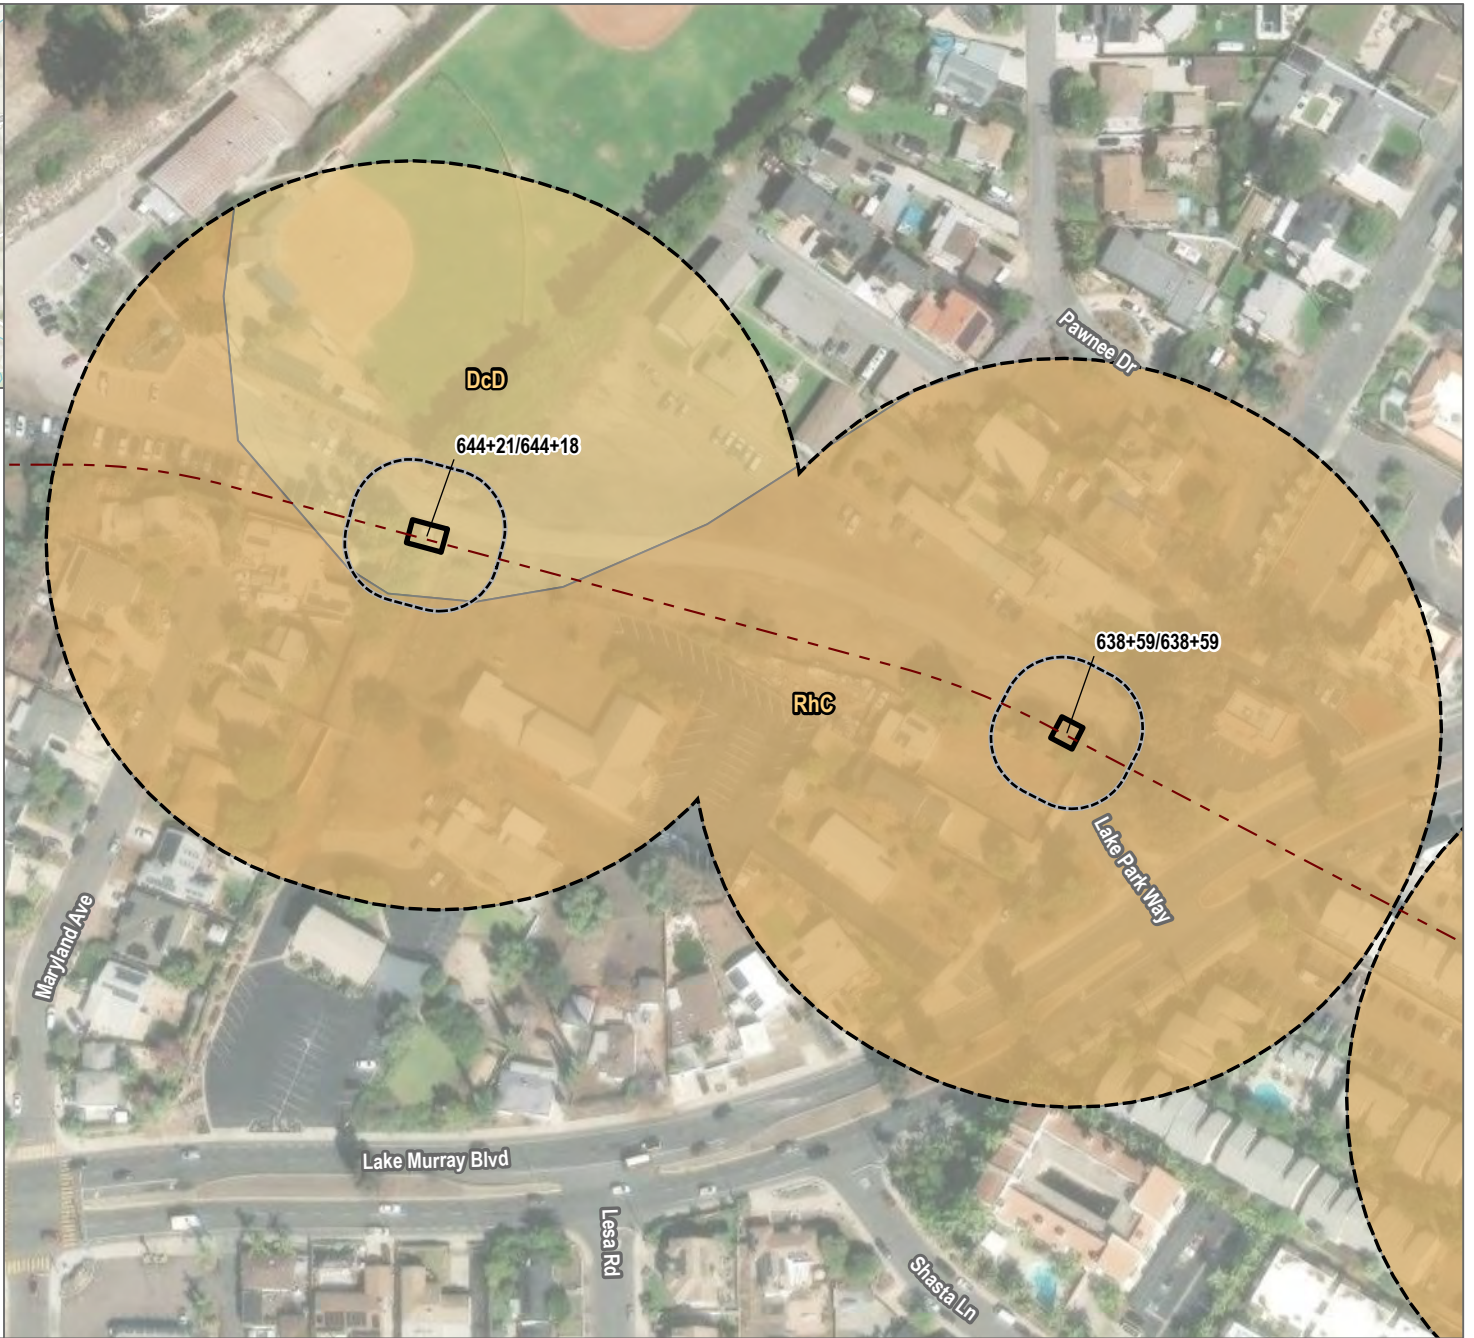 Pawnee Dr
DcD
644+21/644+18
638+59/638+59
RhC
Lake Park Way
Maryland Ave
Lake Murray Blvd
Lesa Rd
Shasta Ln